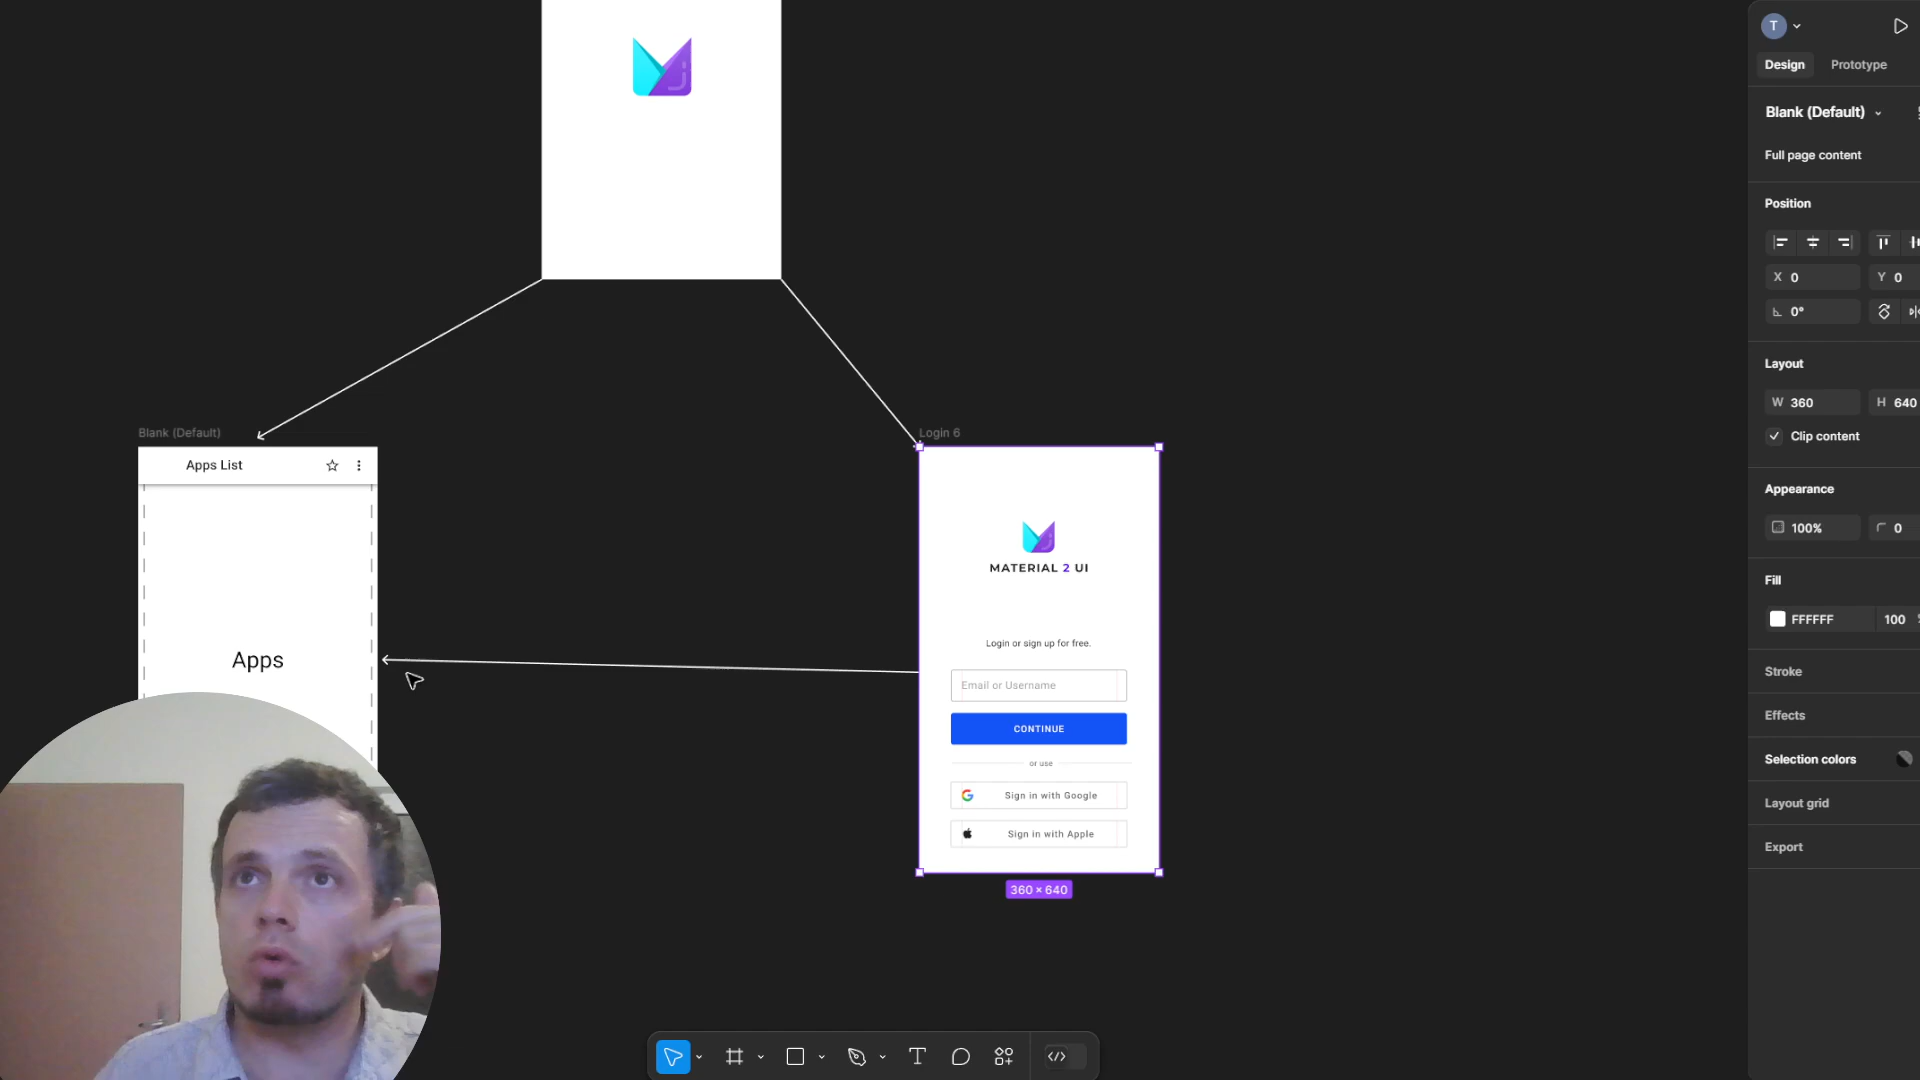 T
Design Prototype
Blank (Default)
Full page content
Position
X 0 Y 0
0°
Layout
W 360 H 640
Clip content
Appearance
100% 0
Fill
FFFFFF 100
Stroke
Effects
Selection colors
Layout grid
Export
Blank (Default)
Apps List
Apps
Login 6
MATERIAL 2 UI
Login or sign up for free.
Email or Username
CONTINUE
or use
Sign in with Google
Sign in with Apple
360 × 640